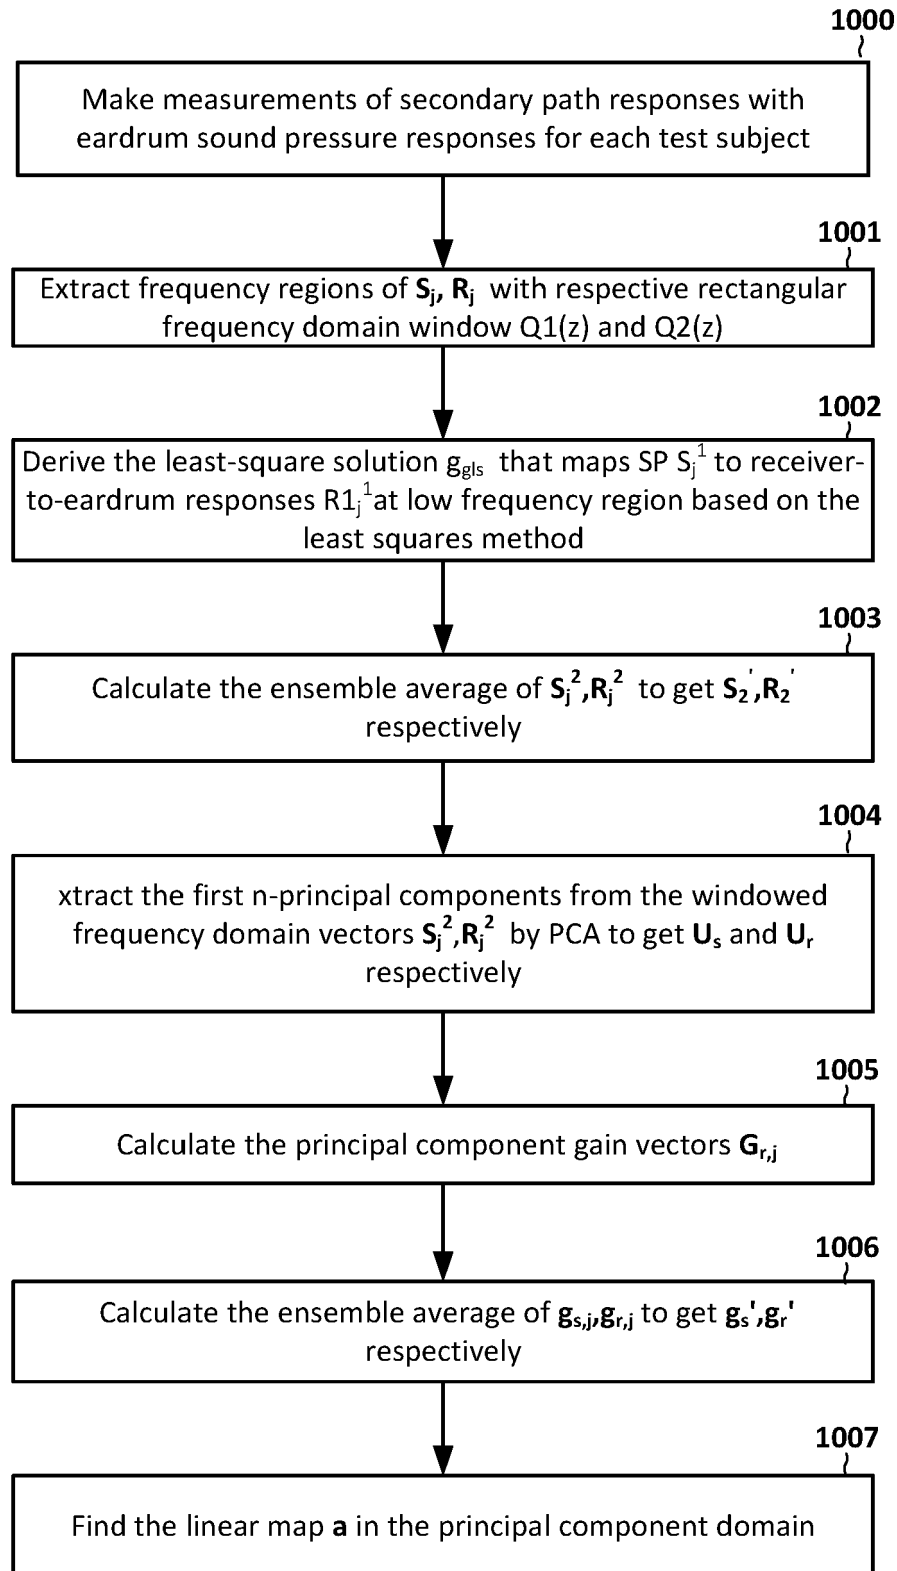 1000
Make measurements of secondary path responses with
eardrum sound pressure responses for each test subject
1001
Extract frequency regions of Sⱼ, Rⱼ with respective rectangular
frequency domain window Q1(z) and Q2(z)
1002
Derive the least-square solution g_gls that maps SP Sⱼ¹ to receiver-
to-eardrum responses R1ⱼ¹ at low frequency region based on the
least squares method
1003
Calculate the ensemble average of Sⱼ²,Rⱼ² to get S₂',R₂'
respectively
1004
xtract the first n-principal components from the windowed
frequency domain vectors Sⱼ²,Rⱼ² by PCA to get Uₛ and Uᵣ
respectively
1005
Calculate the principal component gain vectors G_r,j
1006
Calculate the ensemble average of g_s,j,g_r,j to get gₛ',gᵣ'
respectively
1007
Find the linear map a in the principal component domain